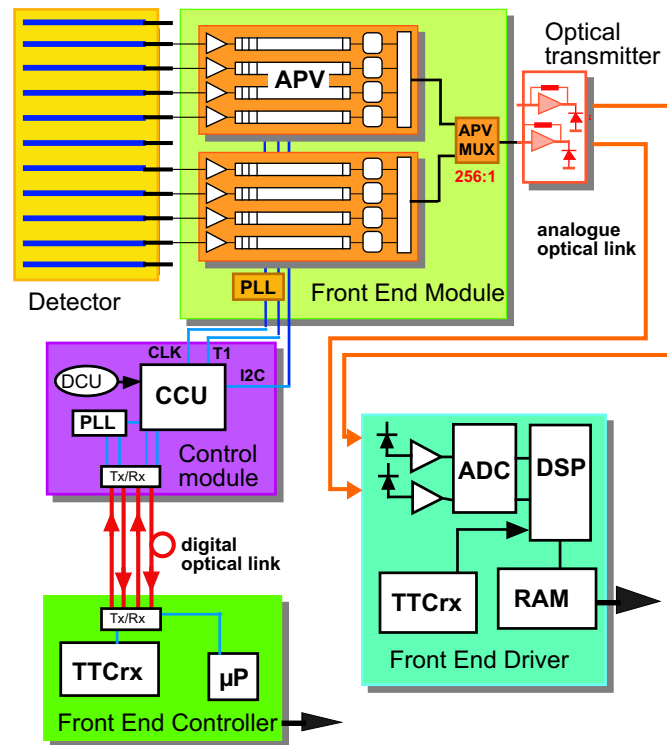 Optical
transmitter
APV
APV
MUX
256:1
analogue
optical link
PLL
Front End Module
Detector
CLK
T1
I2C
DCU
CCU
PLL
Control
module
Tx/Rx
digital
optical link
ADC
DSP
TTCrx
RAM
Front End Driver
Tx/Rx
TTCrx
µP
Front End Controller